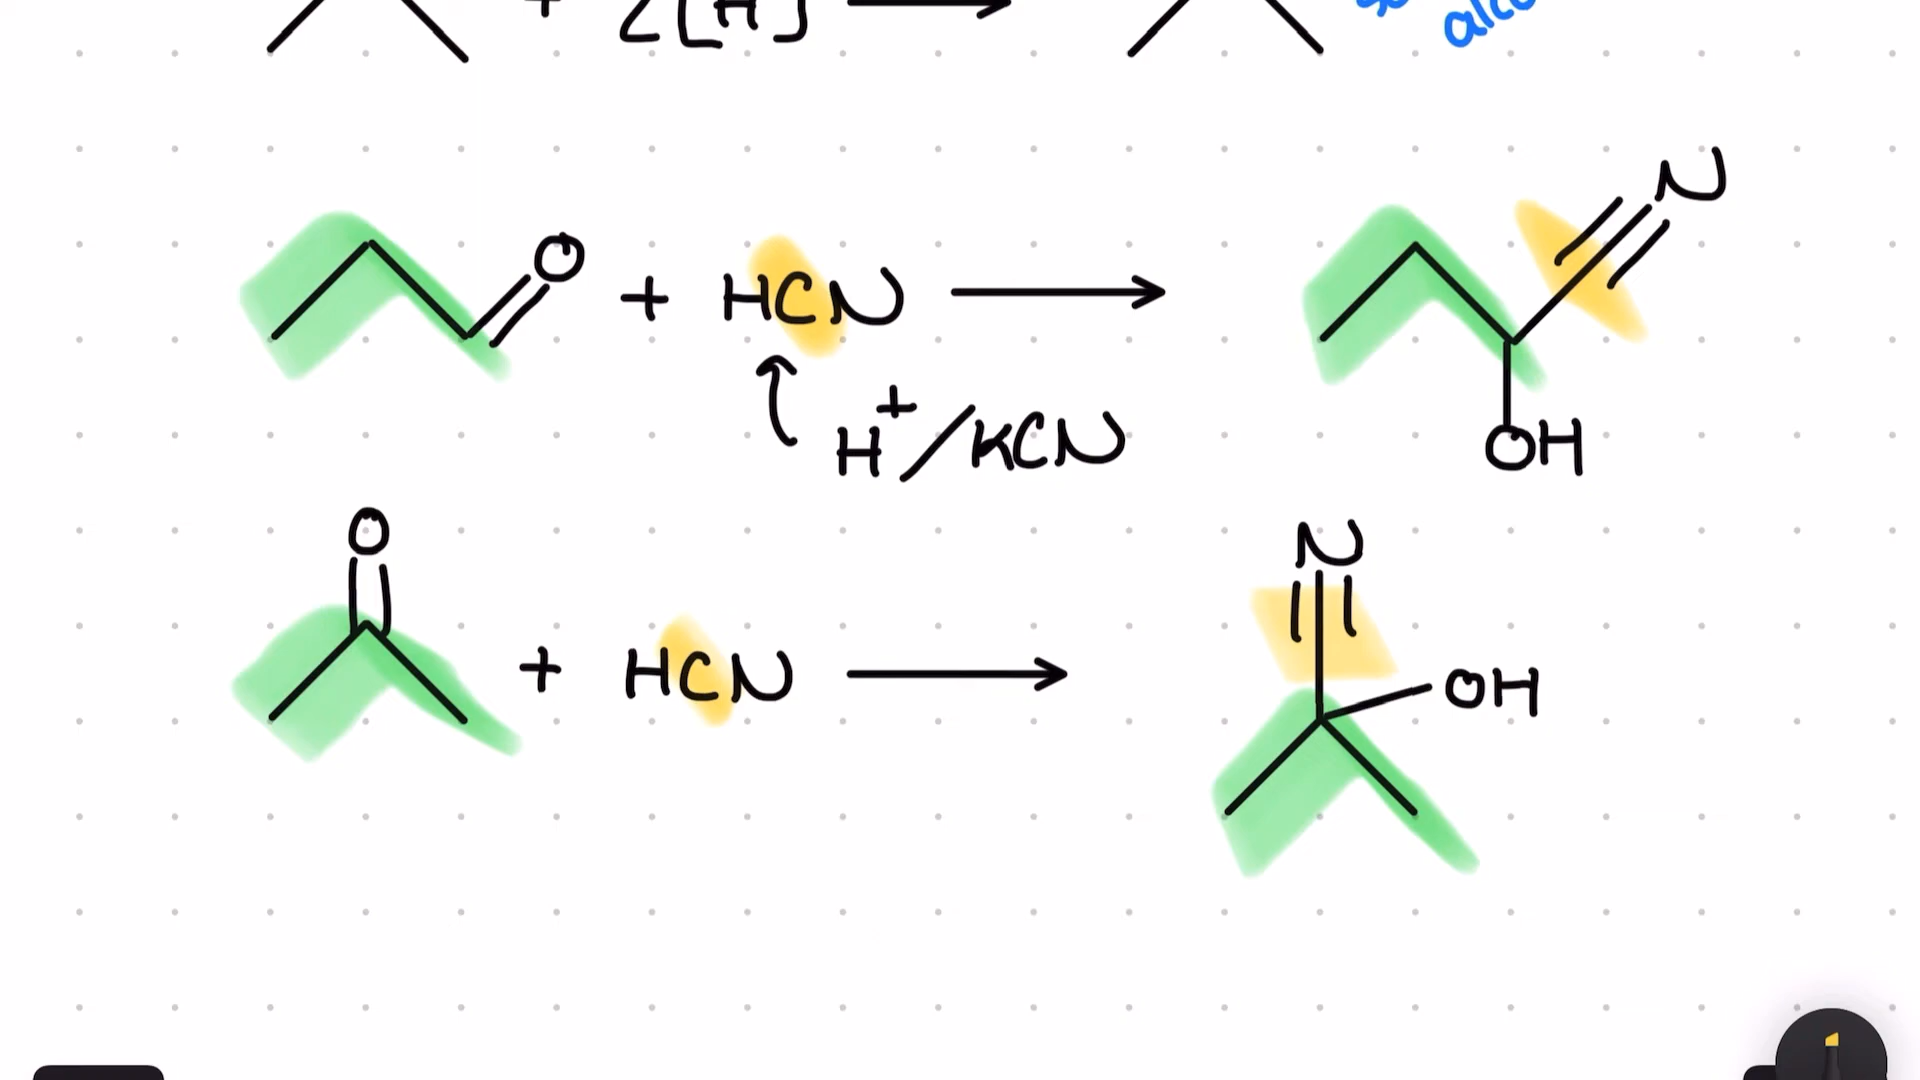 + 2[H]
N
O
+ HCN
H⁺/KCN
OH
O
N
+ HCN
OH